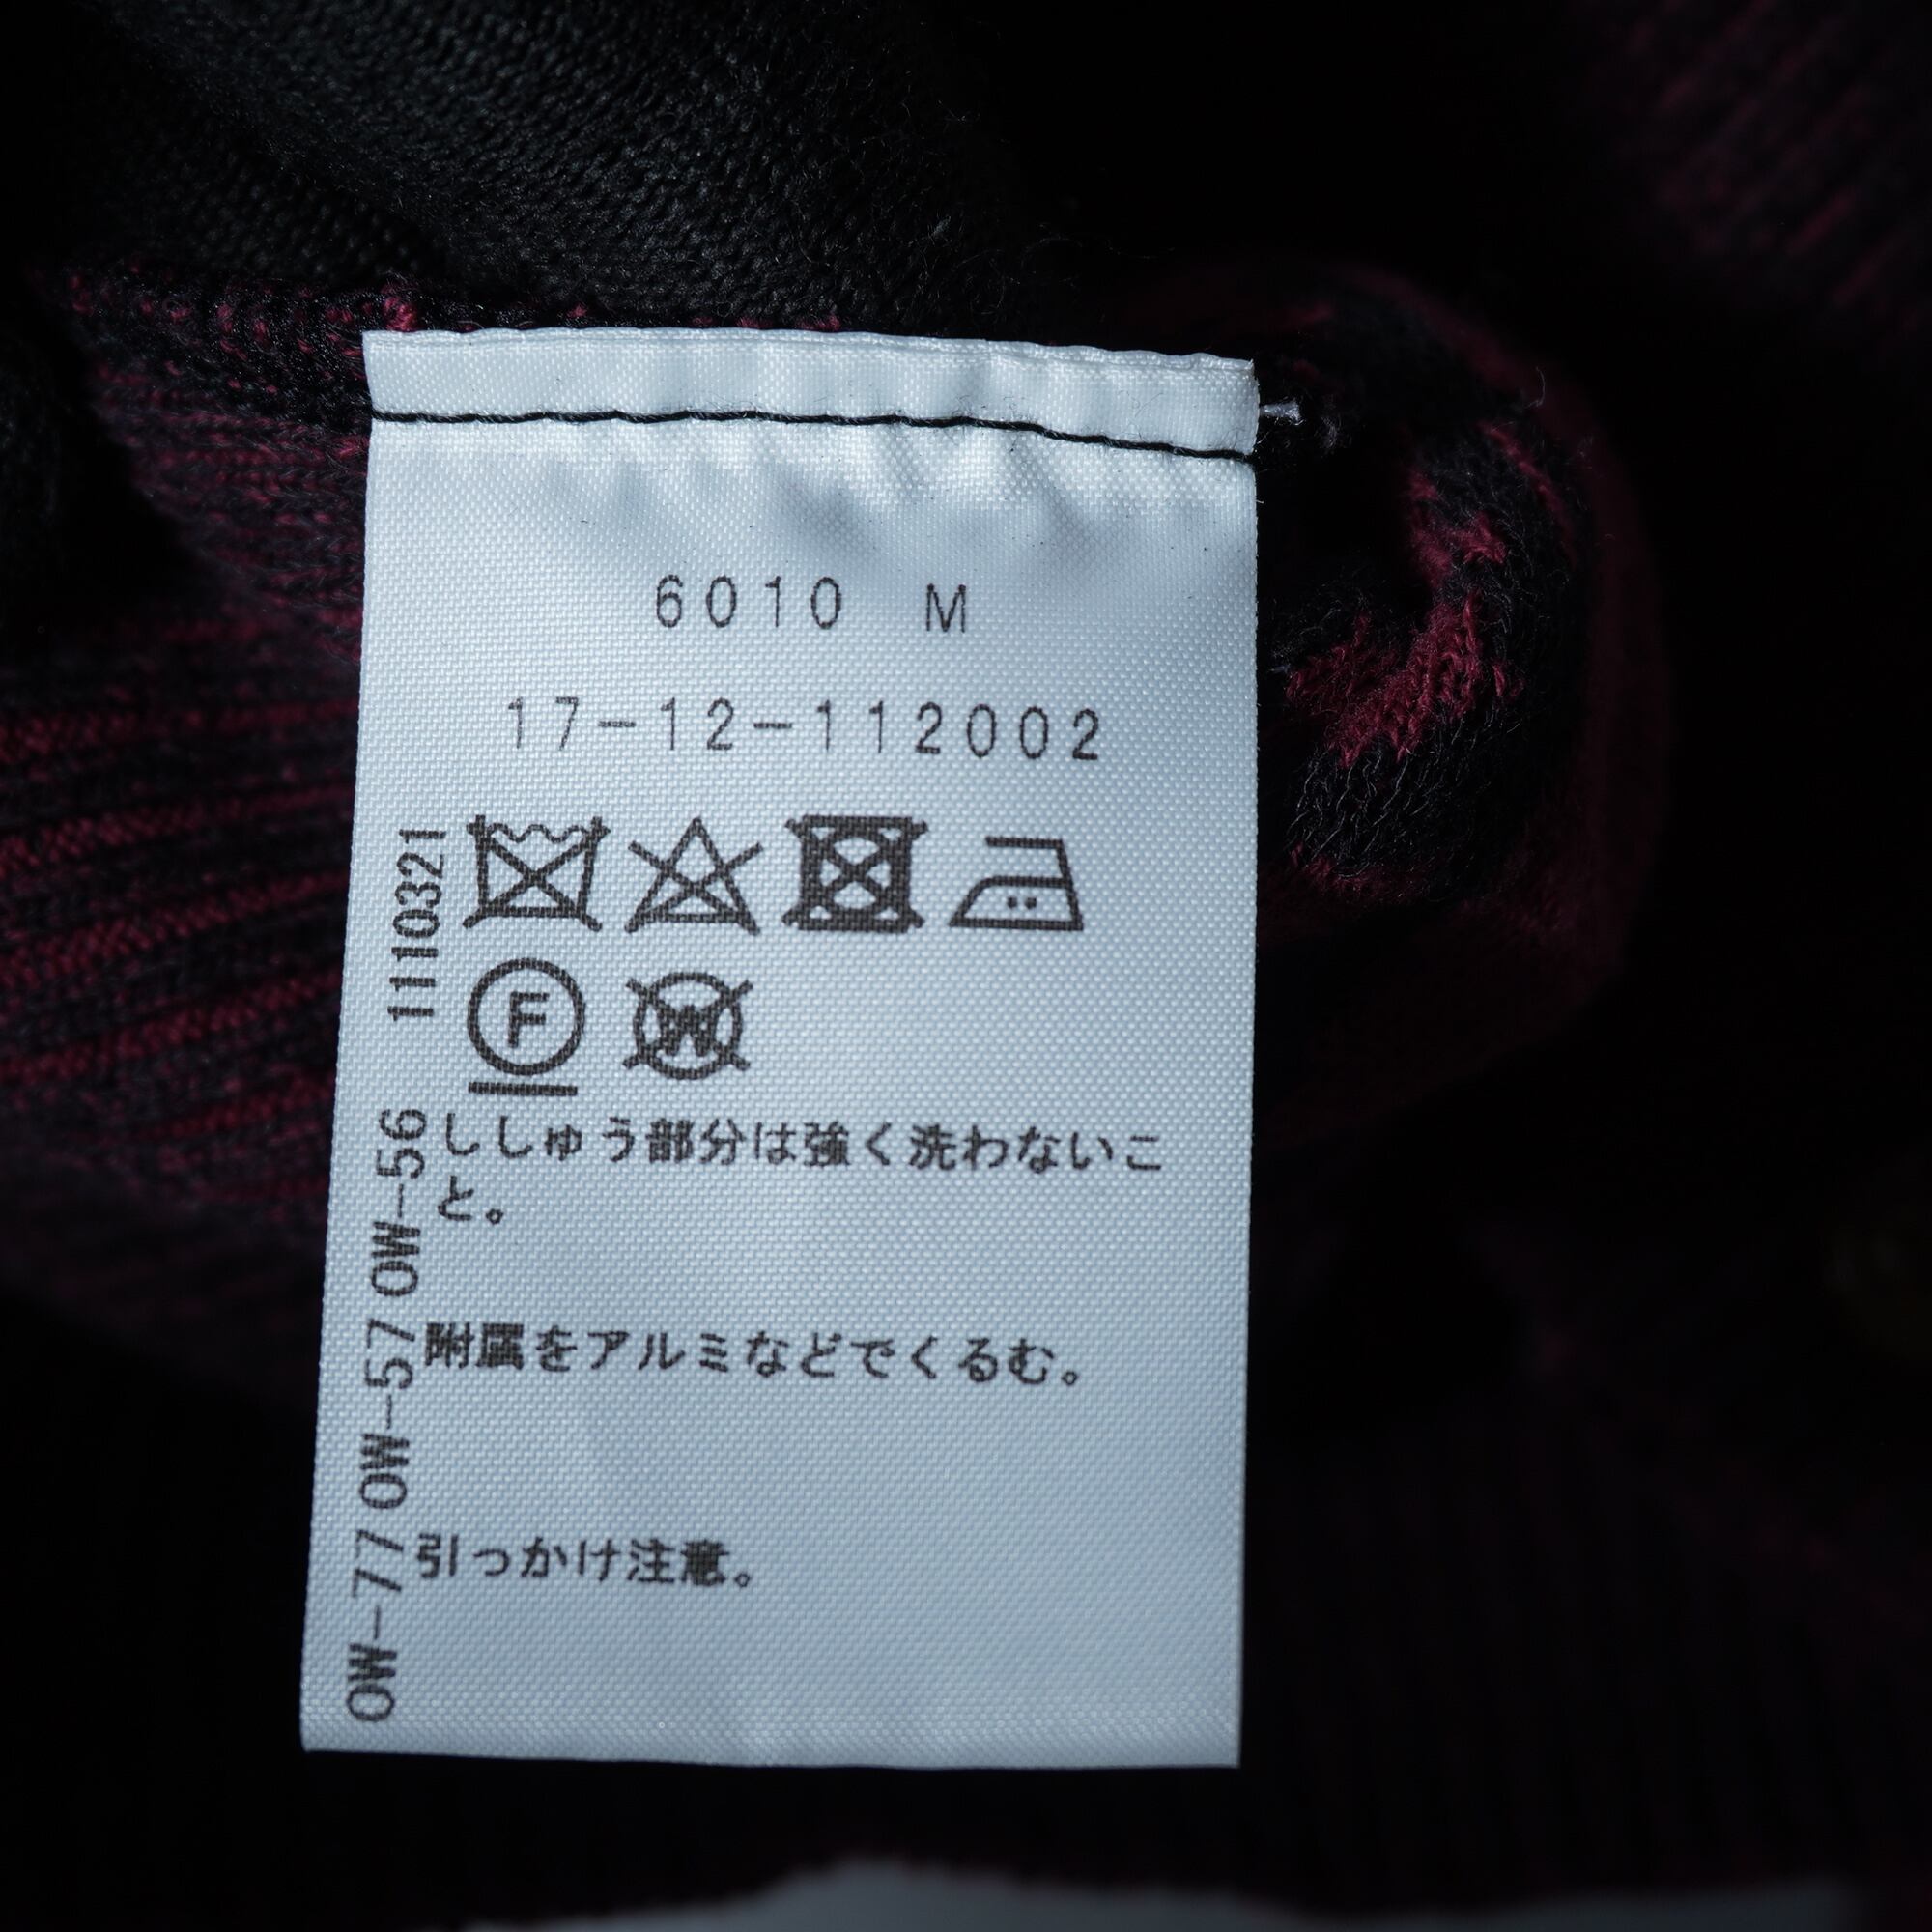 6010 M
17-12-112002
1110321
F
W
ししゅう部分は強く洗わないこ
と。
附属をアルミなどでくるむ。
引っかけ注意。
OW-77 OW-57 OW-56